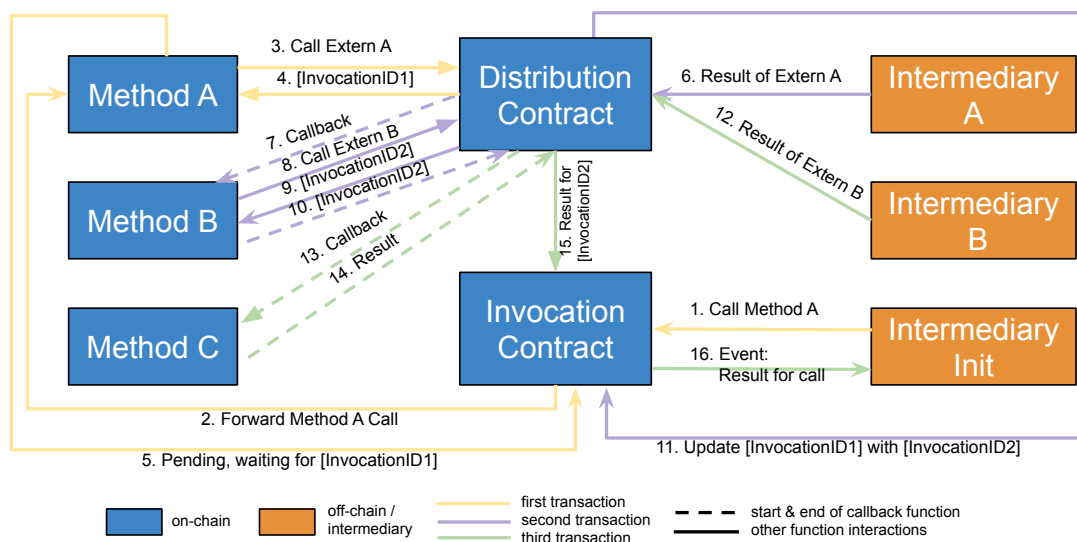 3. Call Extern A
4. [InvocationID1]
Method A
Distribution
Contract
6. Result of Extern A
Intermediary
A
7. Callback
8. Call Extern B
9. [InvocationID2]
10. [InvocationID2]
12. Result of Extern B
Method B
Intermediary
B
13. Callback
14. Result
15. Result for
[InvocationID2]
Method C
Invocation
Contract
1. Call Method A
16. Event:
Result for call
Intermediary
Init
2. Forward Method A Call
5. Pending, waiting for [InvocationID1]
11. Update [InvocationID1] with [InvocationID2]
on-chain
off-chain /
intermediary
first transaction
second transaction
third transaction
start & end of callback function
other function interactions